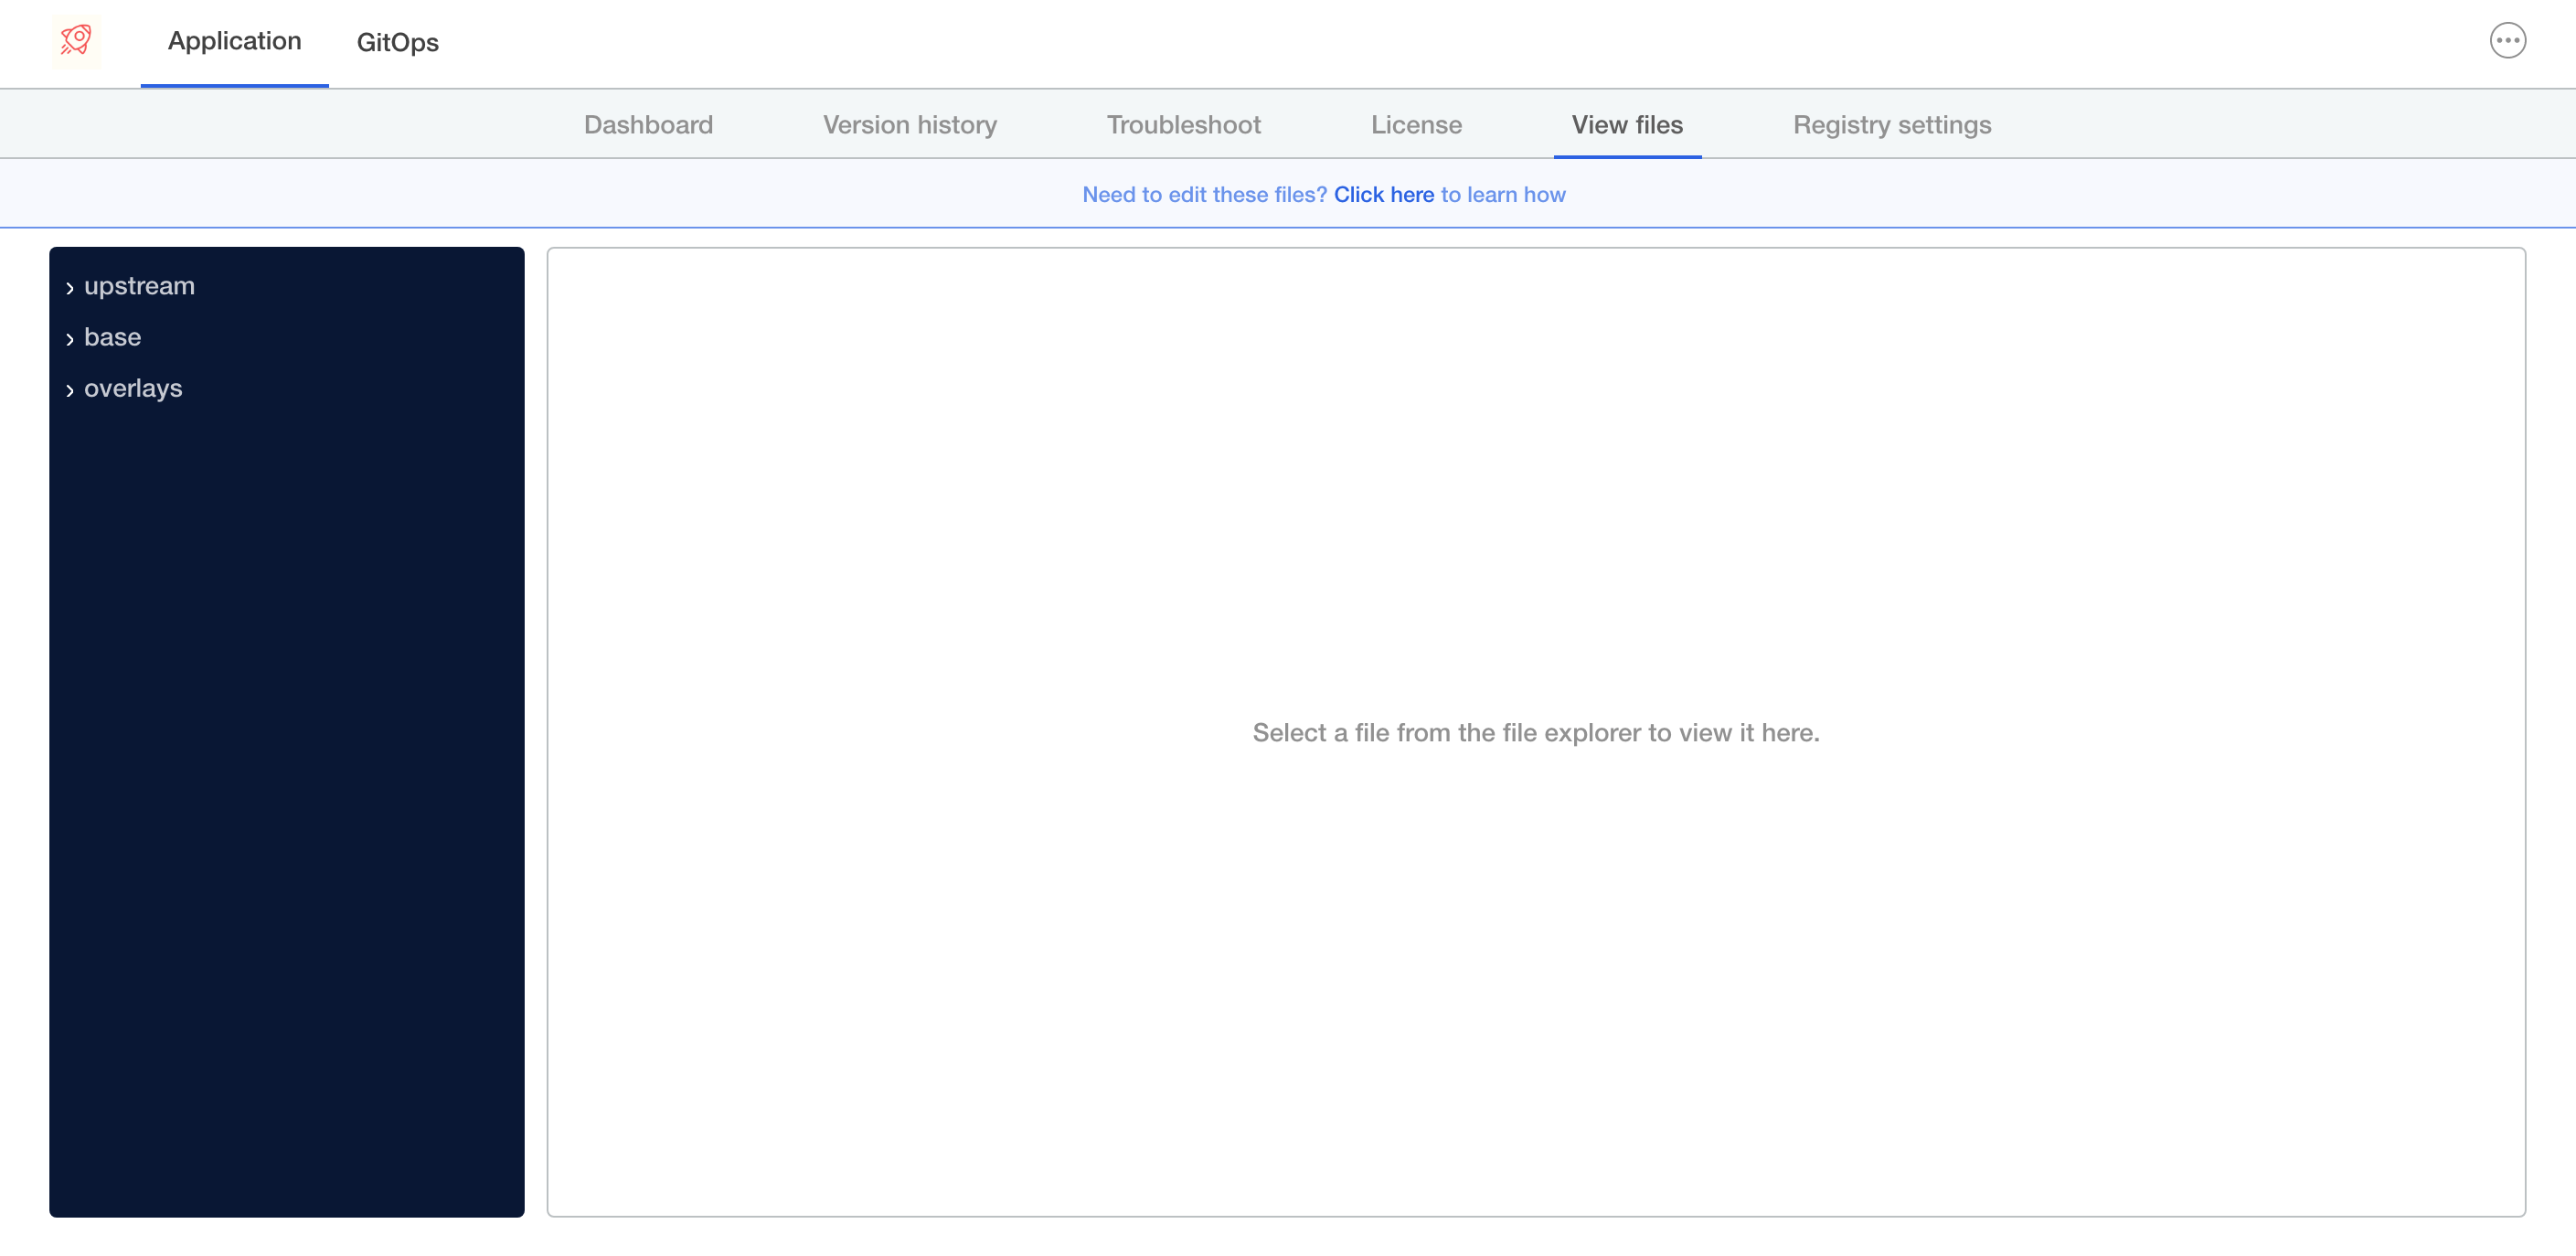 Application
GitOps
Dashboard
Version history
Troubleshoot
License
View files
Registry settings
Need to edit these files? Click here to learn how
upstream
base
overlays
Select a file from the file explorer to view it here.